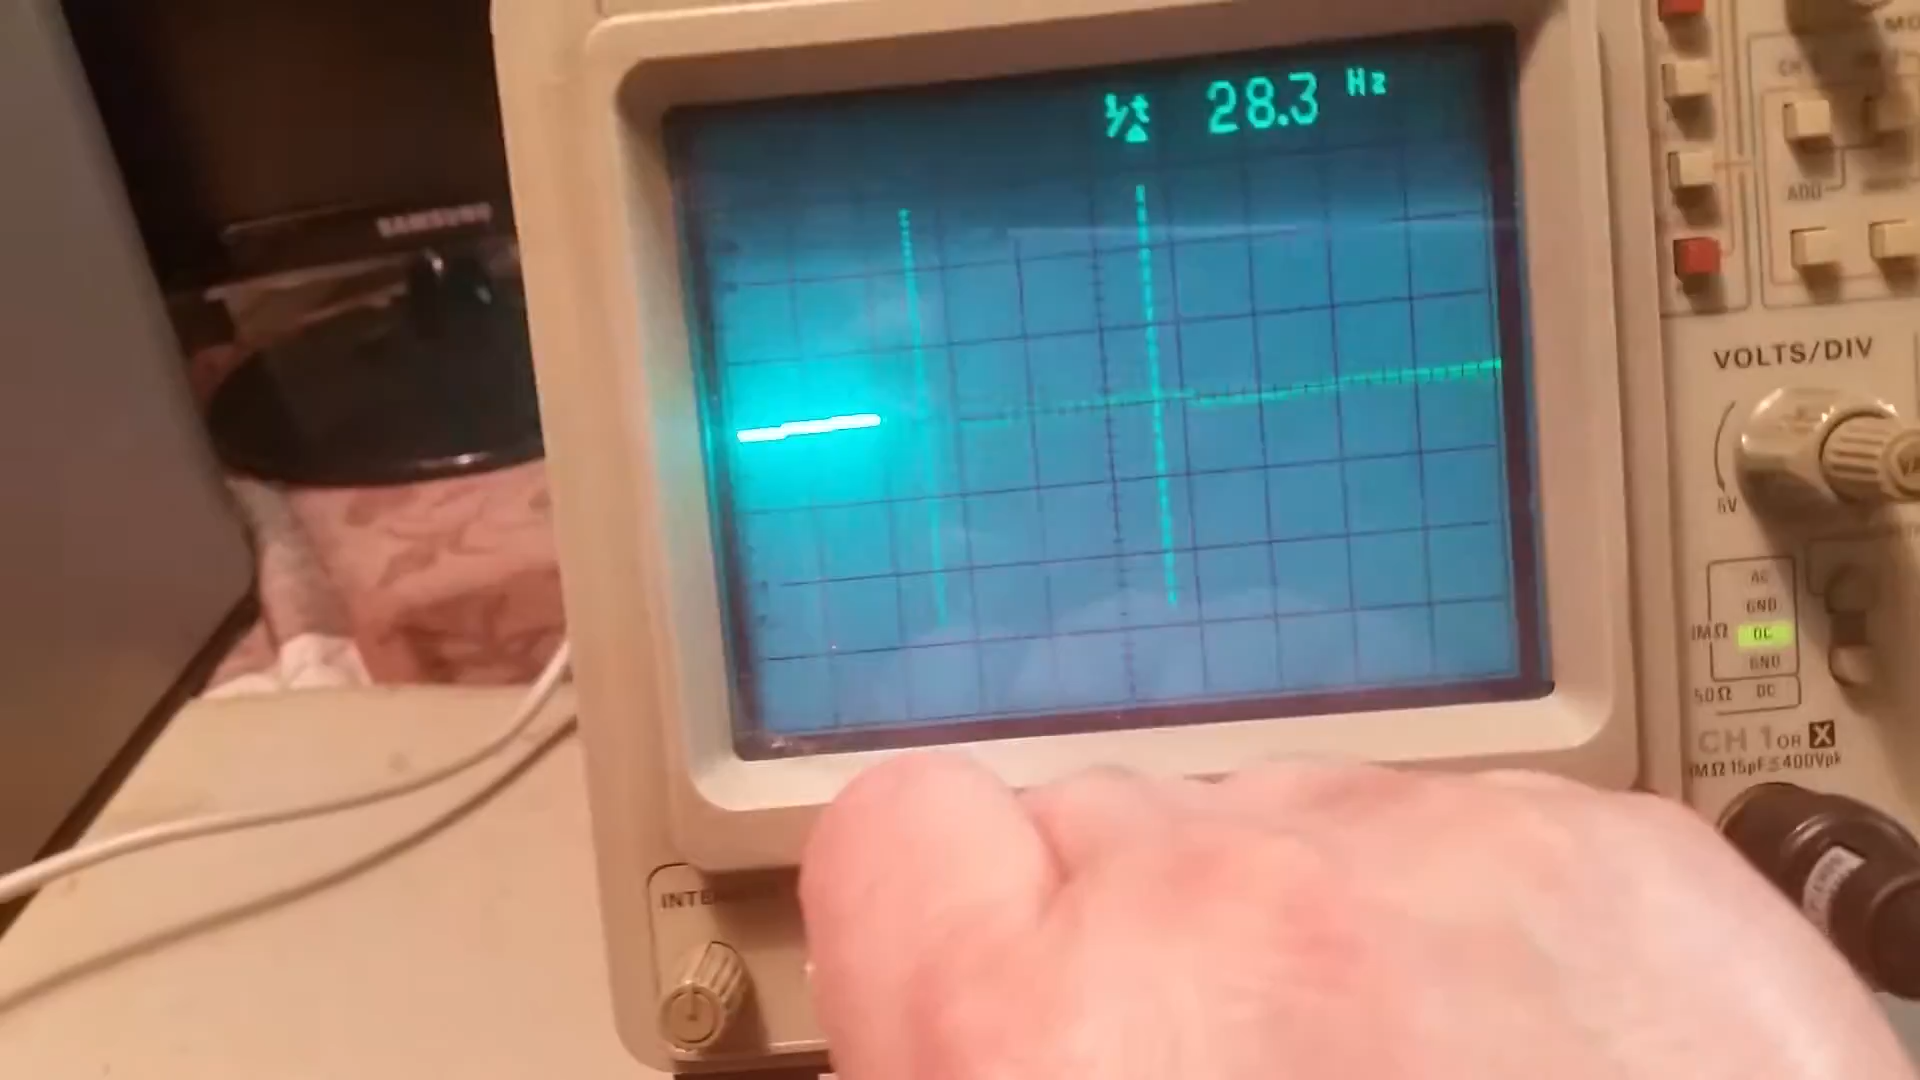 SAMSUNG
1/t 28.3 Hz
ADD
VOLTS/DIV
5V
AC
GND
1MΩ DC
GND
50Ω DC
CH 1 OR X
1MΩ 15pF ≤400Vpk